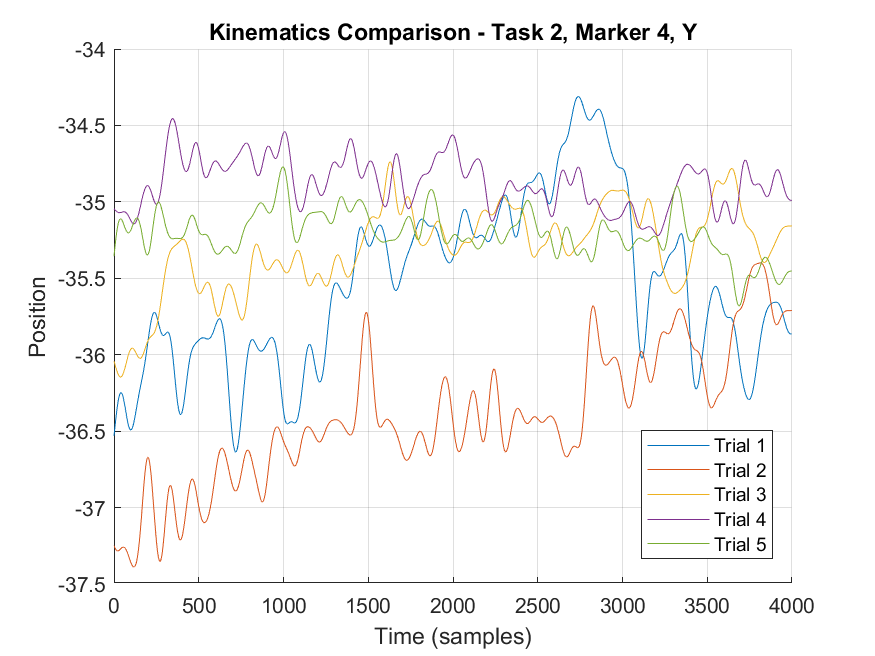 Kinematics Comparison - Task 2, Marker 4, Y
-34
-34.5
-35
-35.5
-36
-36.5
-37
-37.5
Position
0 500 1000 1500 2000 2500 3000 3500 4000
Time (samples)
Trial 1
Trial 2
Trial 3
Trial 4
Trial 5